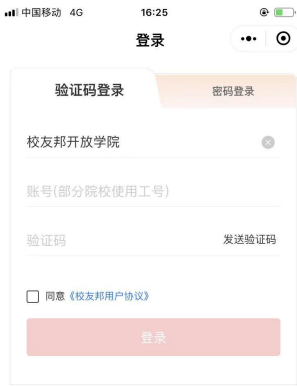 中国移动 4G 16:25
登录
验证码登录 密码登录
校友邦开放学院
账号(部分院校使用工号)
验证码 发送验证码
同意《校友邦用户协议》
登录